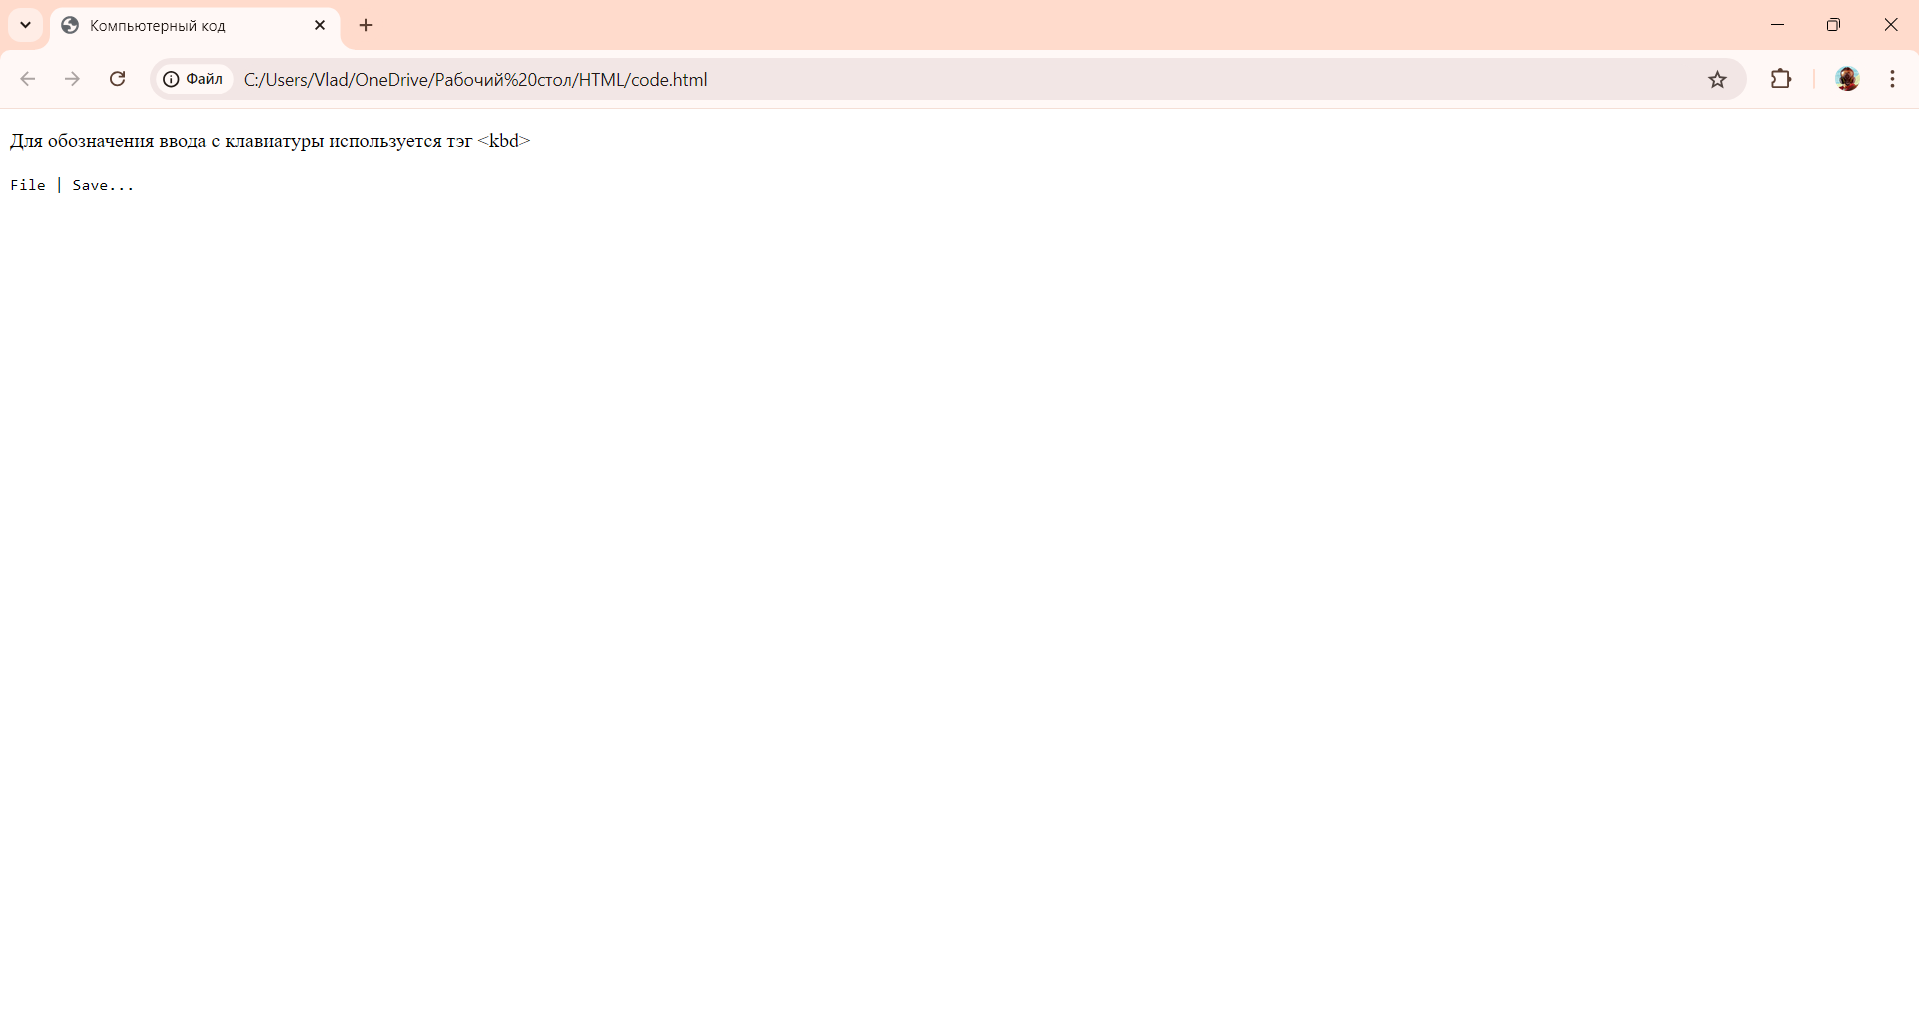 Компьютерный код
Файл C:/Users/Vlad/OneDrive/Рабочий%20стол/HTML/code.html
Для обозначения ввода с клавиатуры используется тэг <kbd>
File | Save...